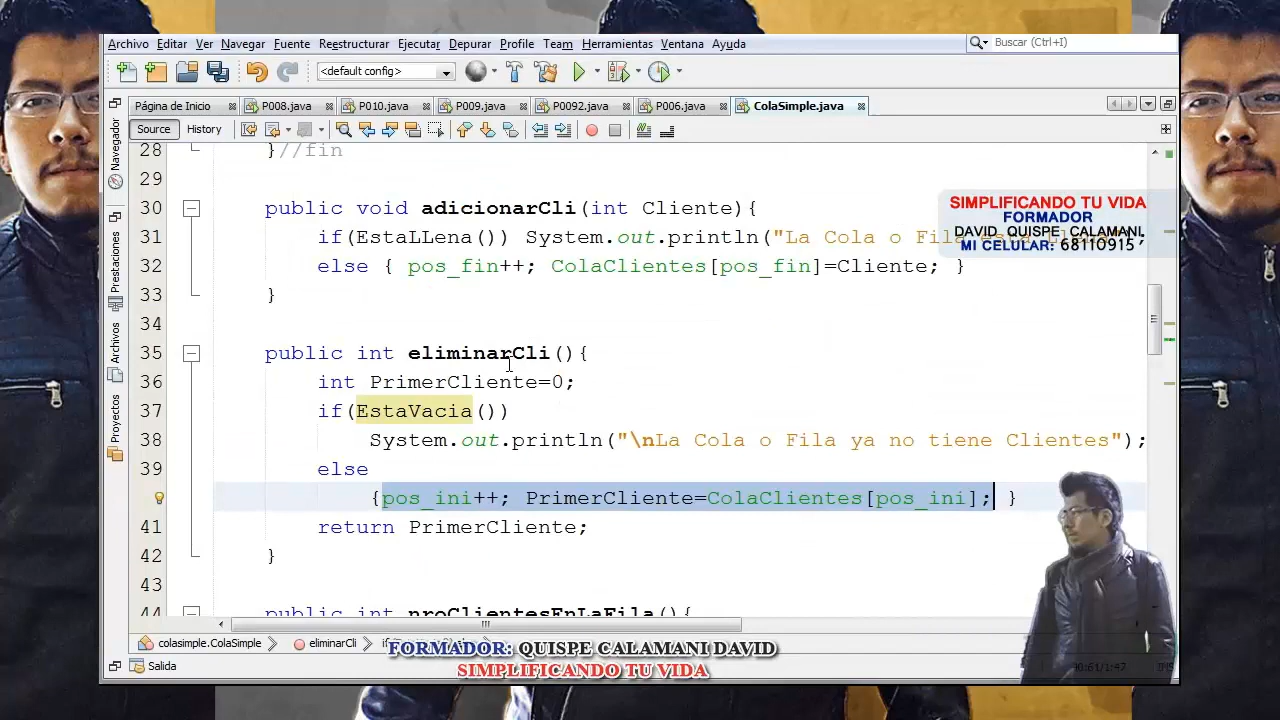 Archivo Editar Ver Navegar Fuente Reestructurar Ejecutar Depurar Profile Team Herramientas Ventana Ayuda
Buscar (Ctrl+I)
<default config>
Página de Inicio P008.java P010.java P009.java P0092.java P006.java ColaSimple.java
Source History
Navegador
Prestaciones
Archivos
Proyectos
28 }//fin
29
30 public void adicionarCli(int Cliente){
31 if(EstaLLena()) System.out.println("La Cola o Fila
32 else { pos_fin++; ColaClientes[pos_fin]=Cliente; }
33 }
34
35 public int eliminarCli(){
36 int PrimerCliente=0;
37 if(EstaVacia())
38 System.out.println("\nLa Cola o Fila ya no tiene Clientes");
39 else
{pos_ini++; PrimerCliente=ColaClientes[pos_ini]; }
41 return PrimerCliente;
42 }
43
44 public int nroClientesEnLaFila(){
SIMPLIFICANDO TU VIDA
FORMADOR
DAVID QUISPE CALAMANI.
MI CELULAR: 68110915
colasimple.ColaSimple eliminarCli
Salida
FORMADOR: QUISPE CALAMANI DAVID
SIMPLIFICANDO TU VIDA